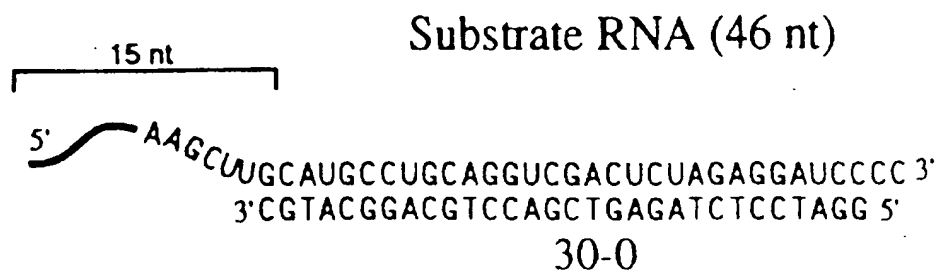 Substrate RNA (46 nt)
15 nt
5' AAGCUUGCAUGCCUGCAGGUCGACUCUAGAGGAUCCCC 3'
3' CGTACGGACGTCCAGCTGAGATCTCCTAGG 5'
30-0